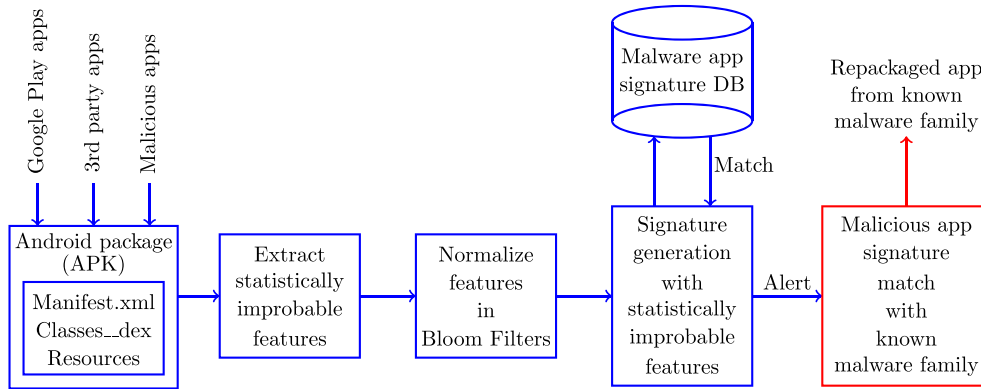 Google Play apps
3rd party apps
Malicious apps
Android package
(APK)
Manifest.xml
Classes__dex
Resources
Extract
statistically
improbable
features
Normalize
features
in
Bloom Filters
Malware app
signature DB
Match
Signature
generation
with
statistically
improbable
features
Alert
Repackaged app
from known
malware family
Malicious app
signature
match
with
known
malware family